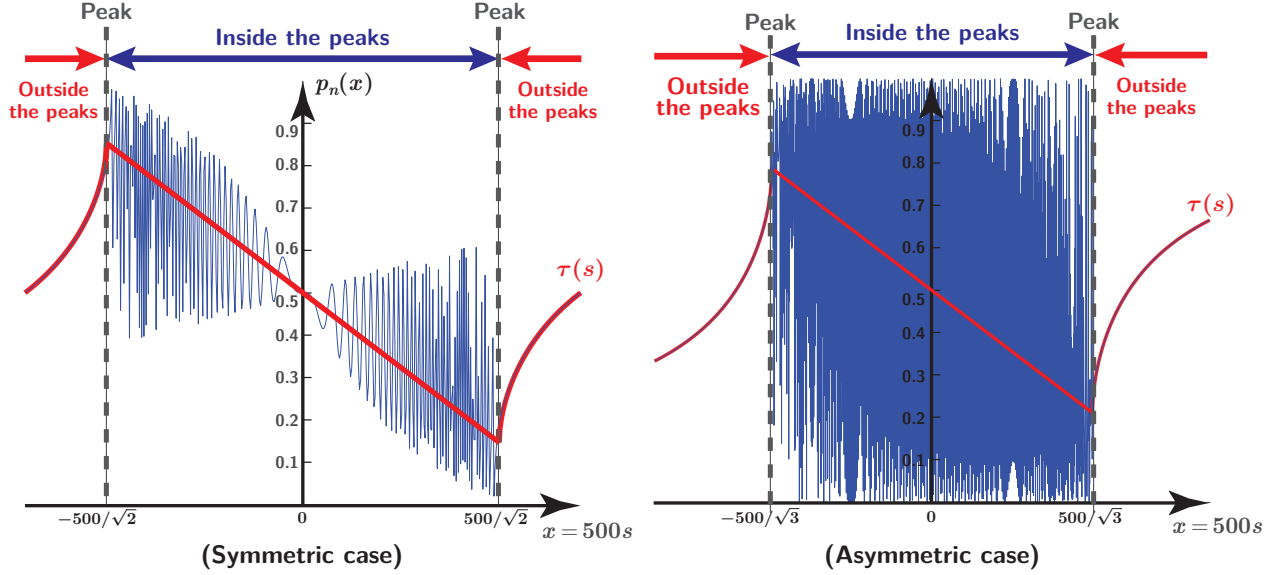 Peak
Peak
Inside the peaks
Outside
the peaks
Outside
the peaks
p_n(x)
0.9
0.8
0.7
0.6
0.5
0.4
0.3
0.2
0.1
τ(s)
−500/√2
0
500/√2
x = 500s
(Symmetric case)
Peak
Peak
Inside the peaks
Outside
the peaks
Outside
the peaks
p_n(x)
0.9
0.8
0.7
0.6
0.5
0.4
0.3
0.2
0.1
τ(s)
−500/√3
0
500/√3
x = 500s
(Asymmetric case)